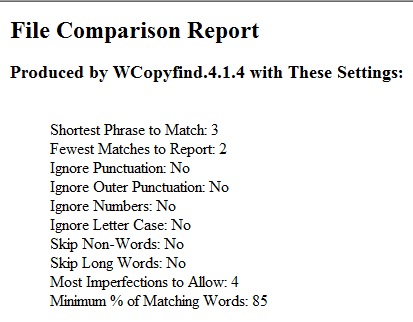 File Comparison Report
Produced by WCopyfind.4.1.4 with These Settings:
Shortest Phrase to Match: 3
Fewest Matches to Report: 2
Ignore Punctuation: No
Ignore Outer Punctuation: No
Ignore Numbers: No
Ignore Letter Case: No
Skip Non-Words: No
Skip Long Words: No
Most Imperfections to Allow: 4
Minimum % of Matching Words: 85